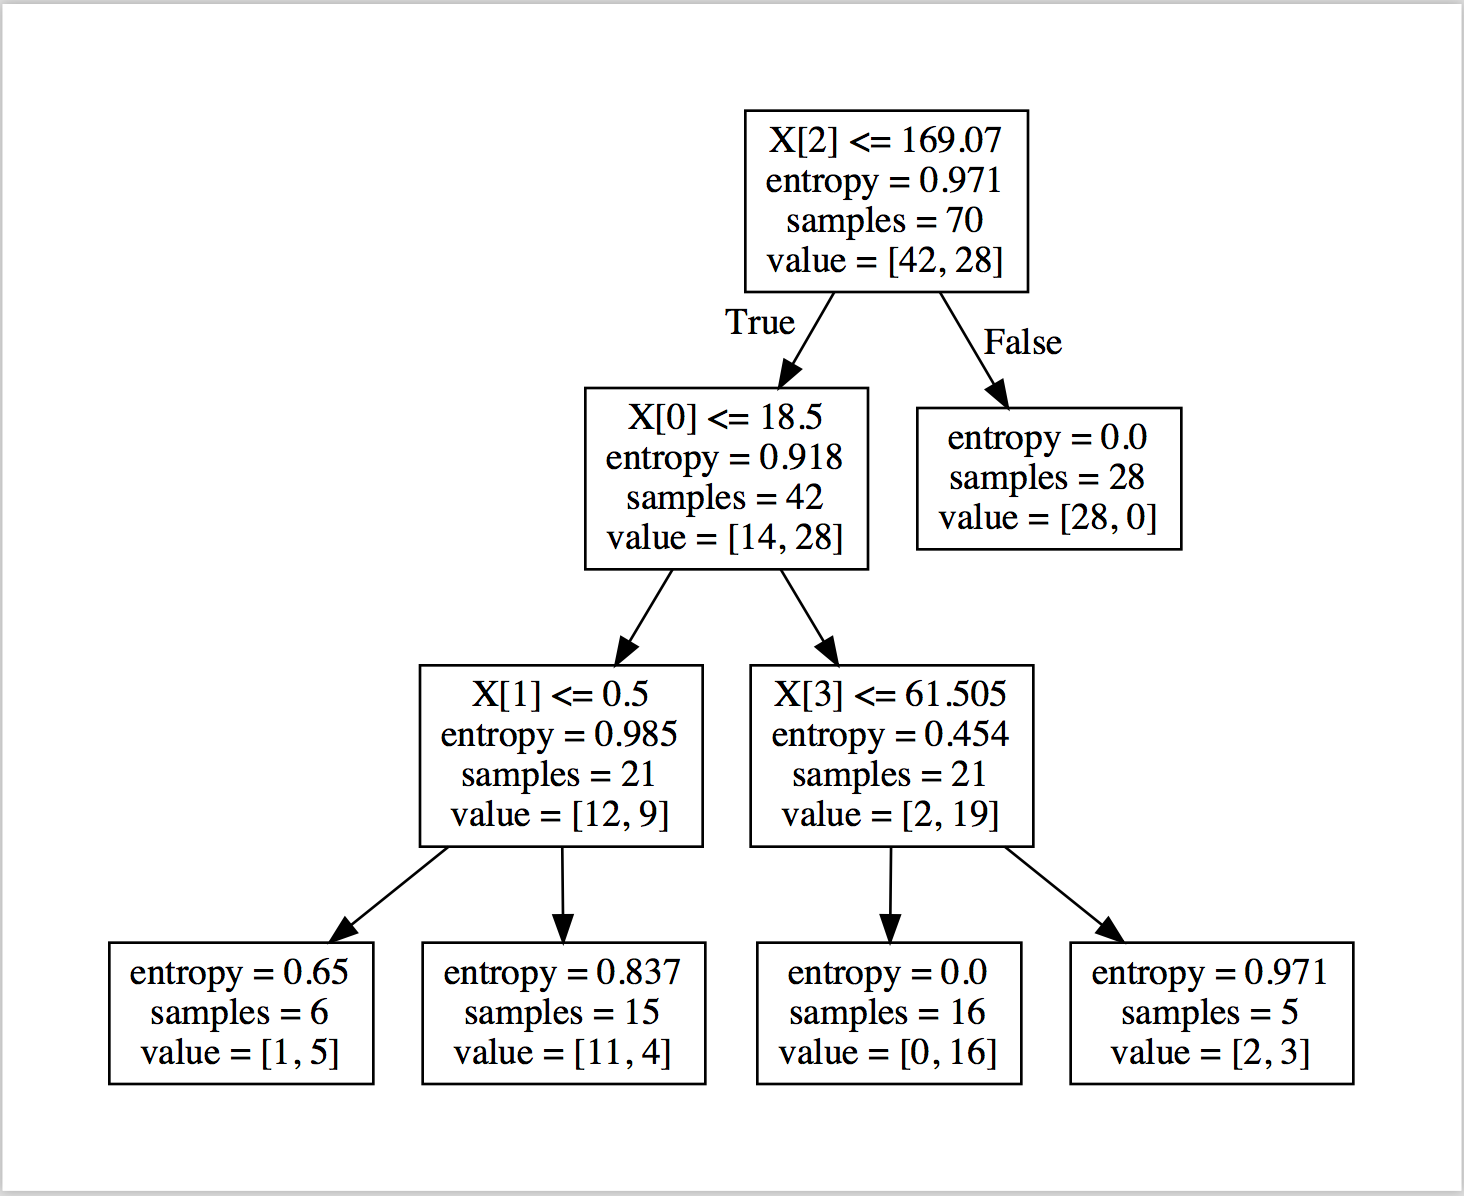 X[2] <= 169.07
entropy = 0.971
samples = 70
value = [42, 28]
True
False
X[0] <= 18.5
entropy = 0.918
samples = 42
value = [14, 28]
entropy = 0.0
samples = 28
value = [28, 0]
X[1] <= 0.5
entropy = 0.985
samples = 21
value = [12, 9]
X[3] <= 61.505
entropy = 0.454
samples = 21
value = [2, 19]
entropy = 0.65
samples = 6
value = [1, 5]
entropy = 0.837
samples = 15
value = [11, 4]
entropy = 0.0
samples = 16
value = [0, 16]
entropy = 0.971
samples = 5
value = [2, 3]